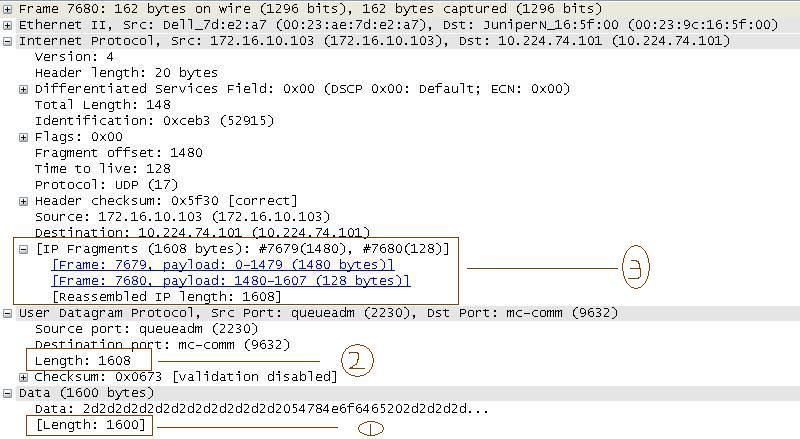 Frame 7680: 162 bytes on wire (1296 bits), 162 bytes captured (1296 bits)
Ethernet II, Src: Dell_7d:e2:a7 (00:23:ae:7d:e2:a7), Dst: JuniperN_16:5f:00 (00:23:9c:16:5f:00)
Internet Protocol, Src: 172.16.10.103 (172.16.10.103), Dst: 10.224.74.101 (10.224.74.101)
Version: 4
Header length: 20 bytes
Differentiated Services Field: 0x00 (DSCP 0x00: Default; ECN: 0x00)
Total Length: 148
Identification: 0xceb3 (52915)
Flags: 0x00
Fragment offset: 1480
Time to live: 128
Protocol: UDP (17)
Header checksum: 0x5f30 [correct]
Source: 172.16.10.103 (172.16.10.103)
Destination: 10.224.74.101 (10.224.74.101)
[IP Fragments (1608 bytes): #7679(1480), #7680(128)]
[Frame: 7679, payload: 0-1479 (1480 bytes)]
3
[Frame: 7680, payload: 1480-1607 (128 bytes)]
[Reassembled IP length: 1608]
User Datagram Protocol, Src Port: queueadm (2230), Dst Port: mc-comm (9632)
Source port: queueadm (2230)
Destination port: mc-comm (9632)
Length: 1608 2
Checksum: 0x0673 [validation disabled]
Data (1600 bytes)
Data: 2d2d2d2d2d2d2d2d2d2d2d2d2054784e6f6465202d2d2d2d...
[Length: 1600] 1